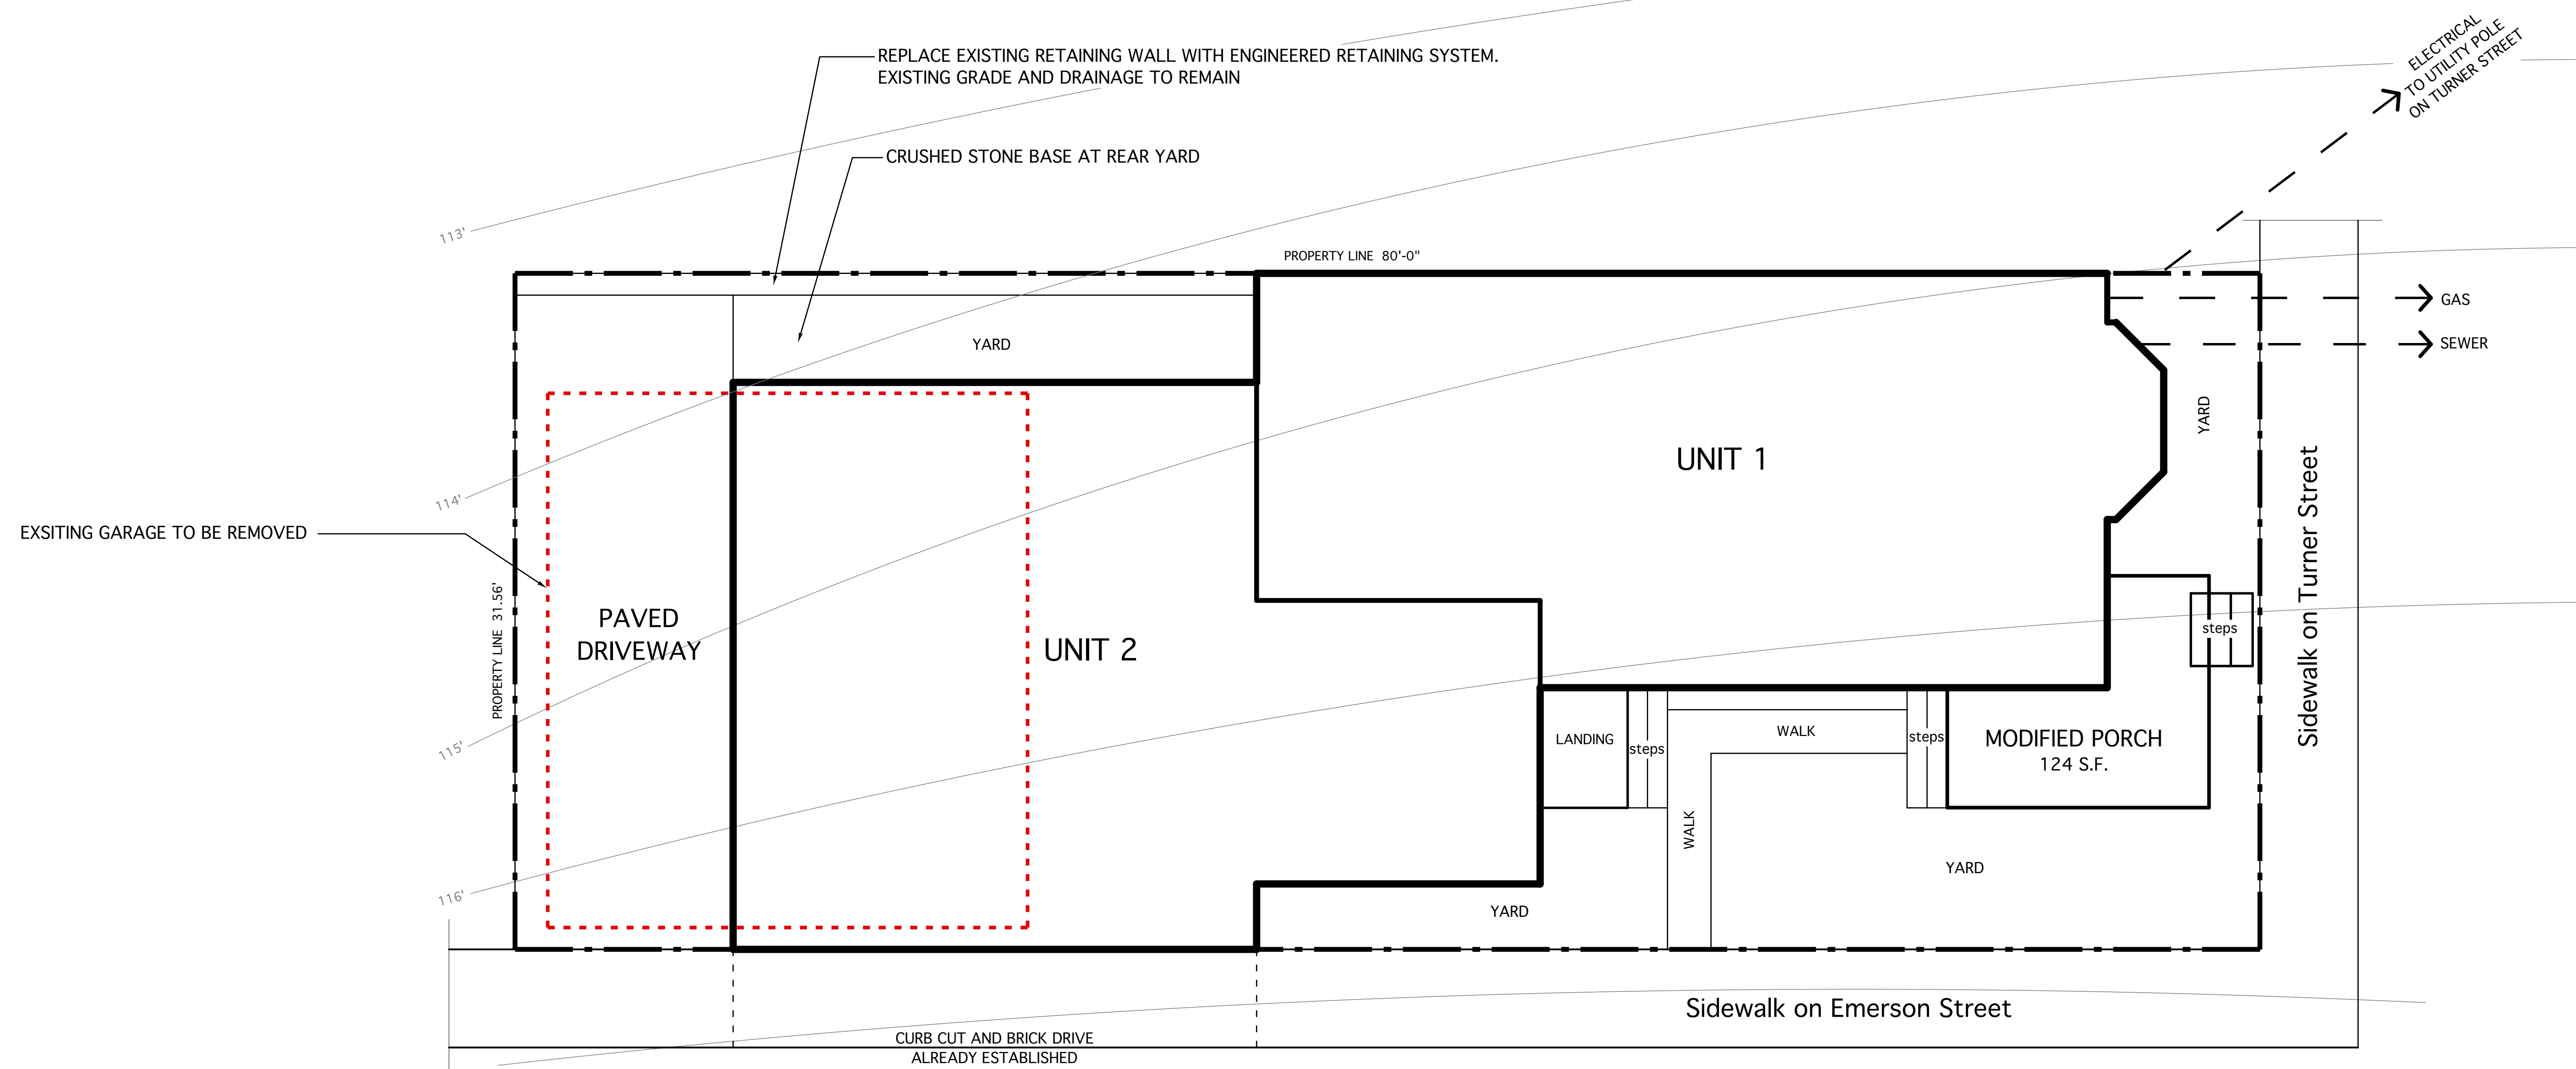 ELECTRICAL
TO UTILITY POLE
ON TURNER STREET
REPLACE EXISTING RETAINING WALL WITH ENGINEERED RETAINING SYSTEM.
EXISTING GRADE AND DRAINAGE TO REMAIN
CRUSHED STONE BASE AT REAR YARD
113'
PROPERTY LINE 80'-0"
GAS
SEWER
YARD
YARD
UNIT 1
114'
EXSITING GARAGE TO BE REMOVED
PROPERTY LINE 31.56'
PAVED
DRIVEWAY
UNIT 2
steps
Sidewalk on Turner Street
115'
LANDING
steps
WALK
steps
MODIFIED PORCH
124 S.F.
WALK
116'
YARD
YARD
Sidewalk on Emerson Street
CURB CUT AND BRICK DRIVE
ALREADY ESTABLISHED